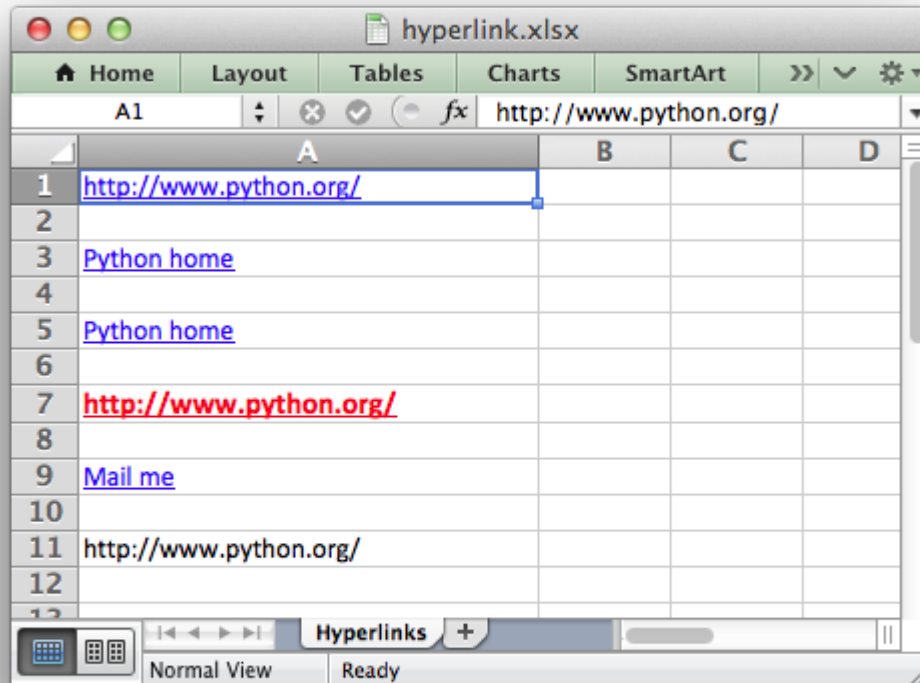 hyperlink.xlsx
Home Layout Tables Charts SmartArt
A1 fx http://www.python.org/
A B C D
1 http://www.python.org/
2
3 Python home
4
5 Python home
6
7 http://www.python.org/
8
9 Mail me
10
11 http://www.python.org/
12
Hyperlinks
Normal View Ready